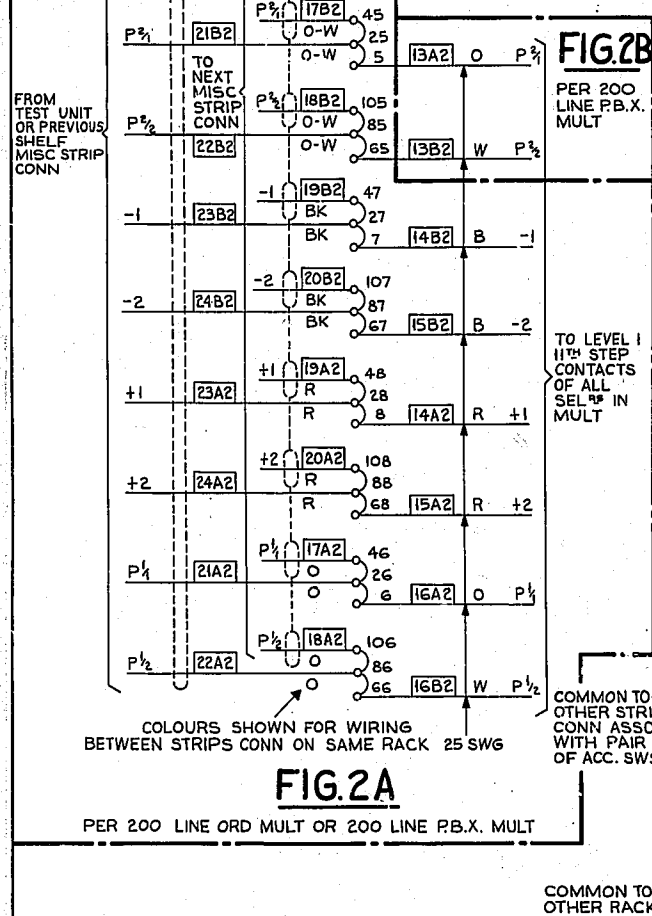 P2/1 17B2 45
P2/1 21B2 O-W 25
O-W 5 13A2 O P2/1
FIG.2B
PER 200
LINE P.B.X.
MULT
TO
NEXT
MISC
STRIP
CONN
FROM
TEST UNIT
OR PREVIOUS
SHELF
MISC STRIP
CONN
P2/2 18B2 105
P2/2 22B2 O-W 85
O-W 65 13B2 W P2/2
-1 19B2 47
-1 23B2 BK 27
BK 7 14B2 B -1
-2 20B2 107
-2 24B2 BK 87
BK 67 15B2 B -2
TO LEVEL 1
11TH STEP
CONTACTS
OF ALL
SELRS IN
MULT
+1 19A2 48
+1 23A2 R 28
R 8 14A2 R +1
+2 20A2 108
+2 24A2 R 88
R 68 15A2 R +2
P1/1 17A2 46
P1/1 21A2 O 26
O 6 16A2 O P1/1
P1/2 18A2 106
P1/2 22A2 O 86
O 66 16B2 W P1/2
COLOURS SHOWN FOR WIRING
BETWEEN STRIPS CONN ON SAME RACK 25 SWG
COMMON TO
OTHER STRI
CONN ASSO
WITH PAIR
OF ACC. SWS
FIG.2A
PER 200 LINE ORD MULT OR 200 LINE P.B.X. MULT
COMMON TO
OTHER RACK